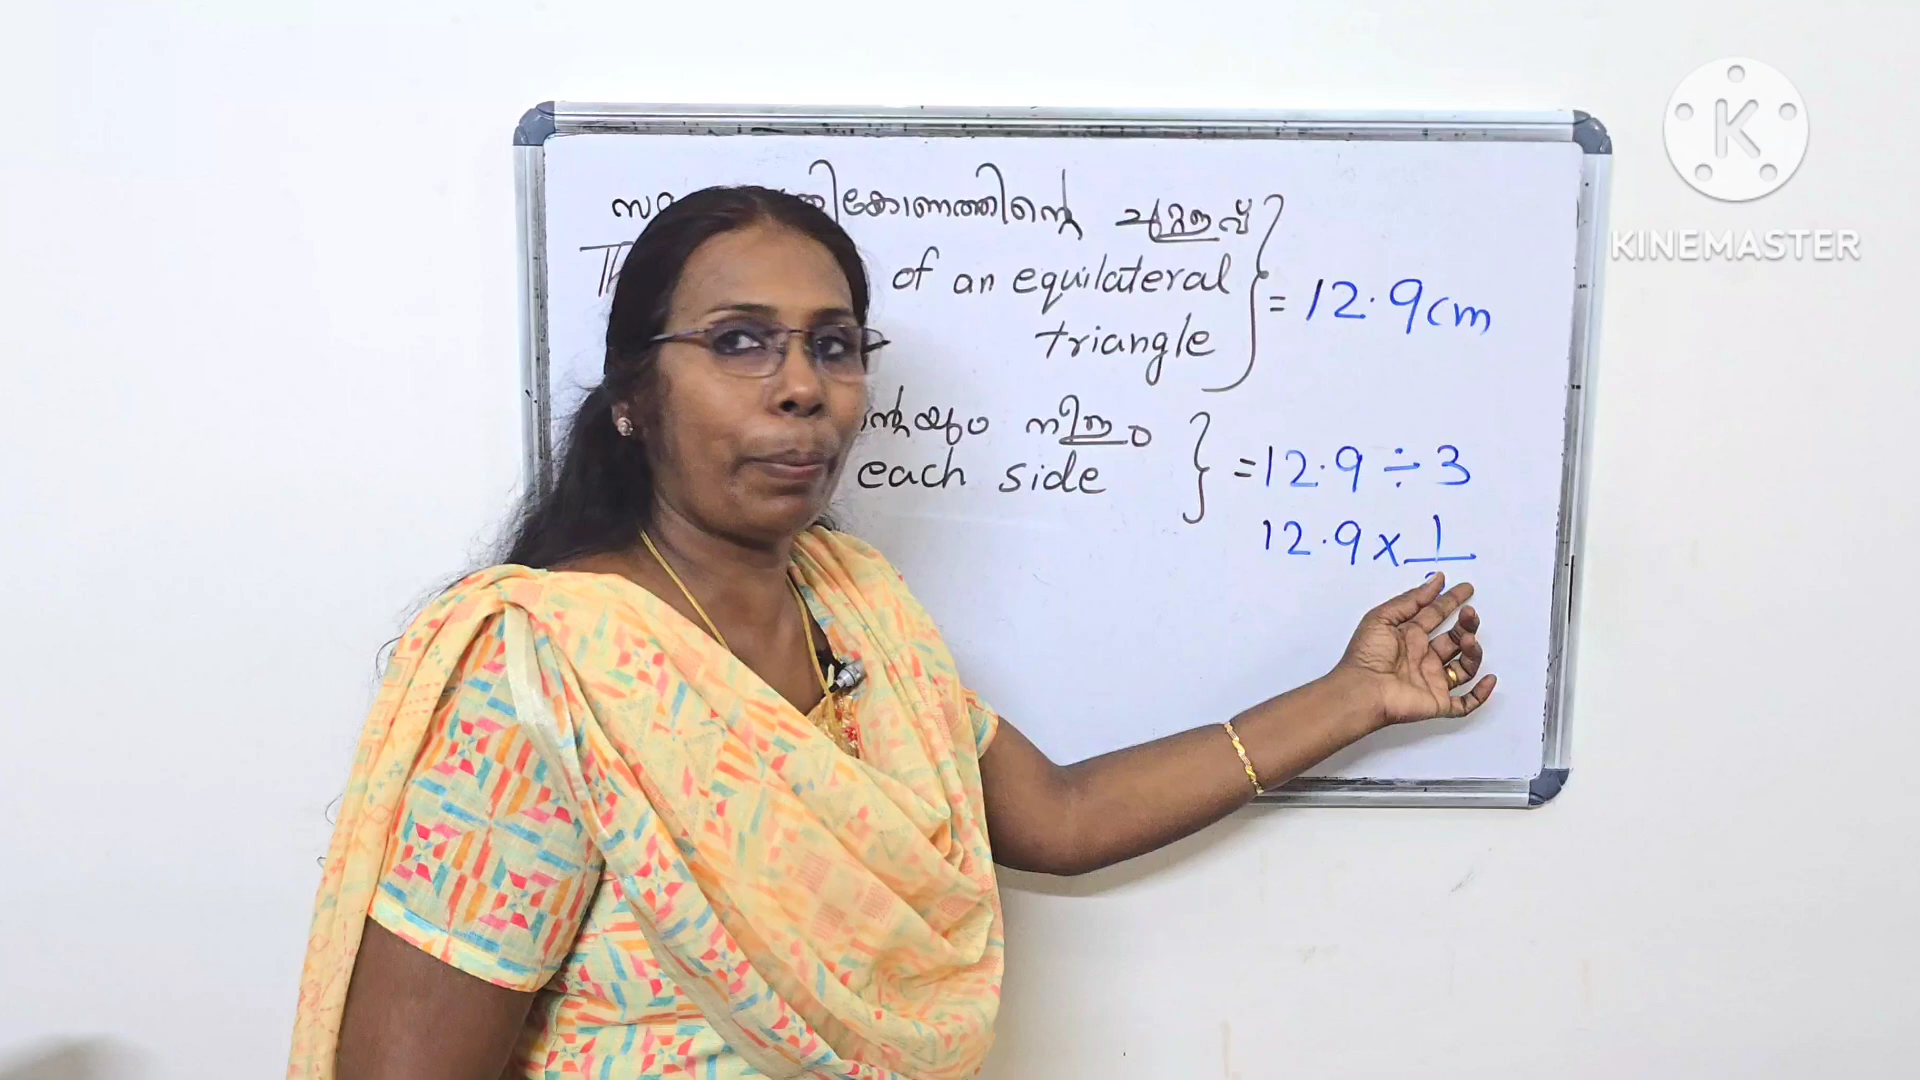 ത്രികോണത്തിന്റെ ചുറ്റളവ്
of an equilateral
triangle
= 12.9cm
ന്റേയും നീളം
each side
= 12.9 ÷ 3
12.9 × 1
K
KINEMASTER